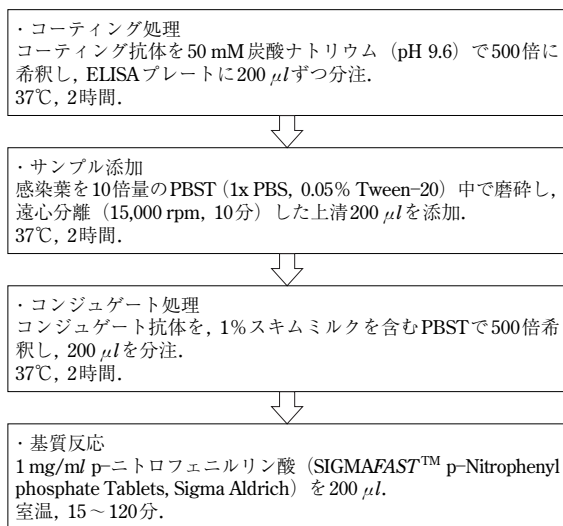 ・コーティング処理
コーティング抗体を50 mM炭酸ナトリウム（pH 9.6）で500倍に
希釈し, ELISAプレートに200 μlずつ分注.
37℃, 2時間.
・サンプル添加
感染葉を10倍量のPBST（1x PBS, 0.05% Tween–20）中で磨砕し,
遠心分離（15,000 rpm, 10分）した上清200 μlを添加.
37℃, 2時間.
・コンジュゲート処理
コンジュゲート抗体を, 1%スキムミルクを含むPBSTで500倍希
釈し, 200 μlを分注.
37℃, 2時間.
・基質反応
1 mg/ml p–ニトロフェニルリン酸（SIGMAFAST™ p–Nitrophenyl
phosphate Tablets, Sigma Aldrich）を200 μl.
室温, 15～120分.